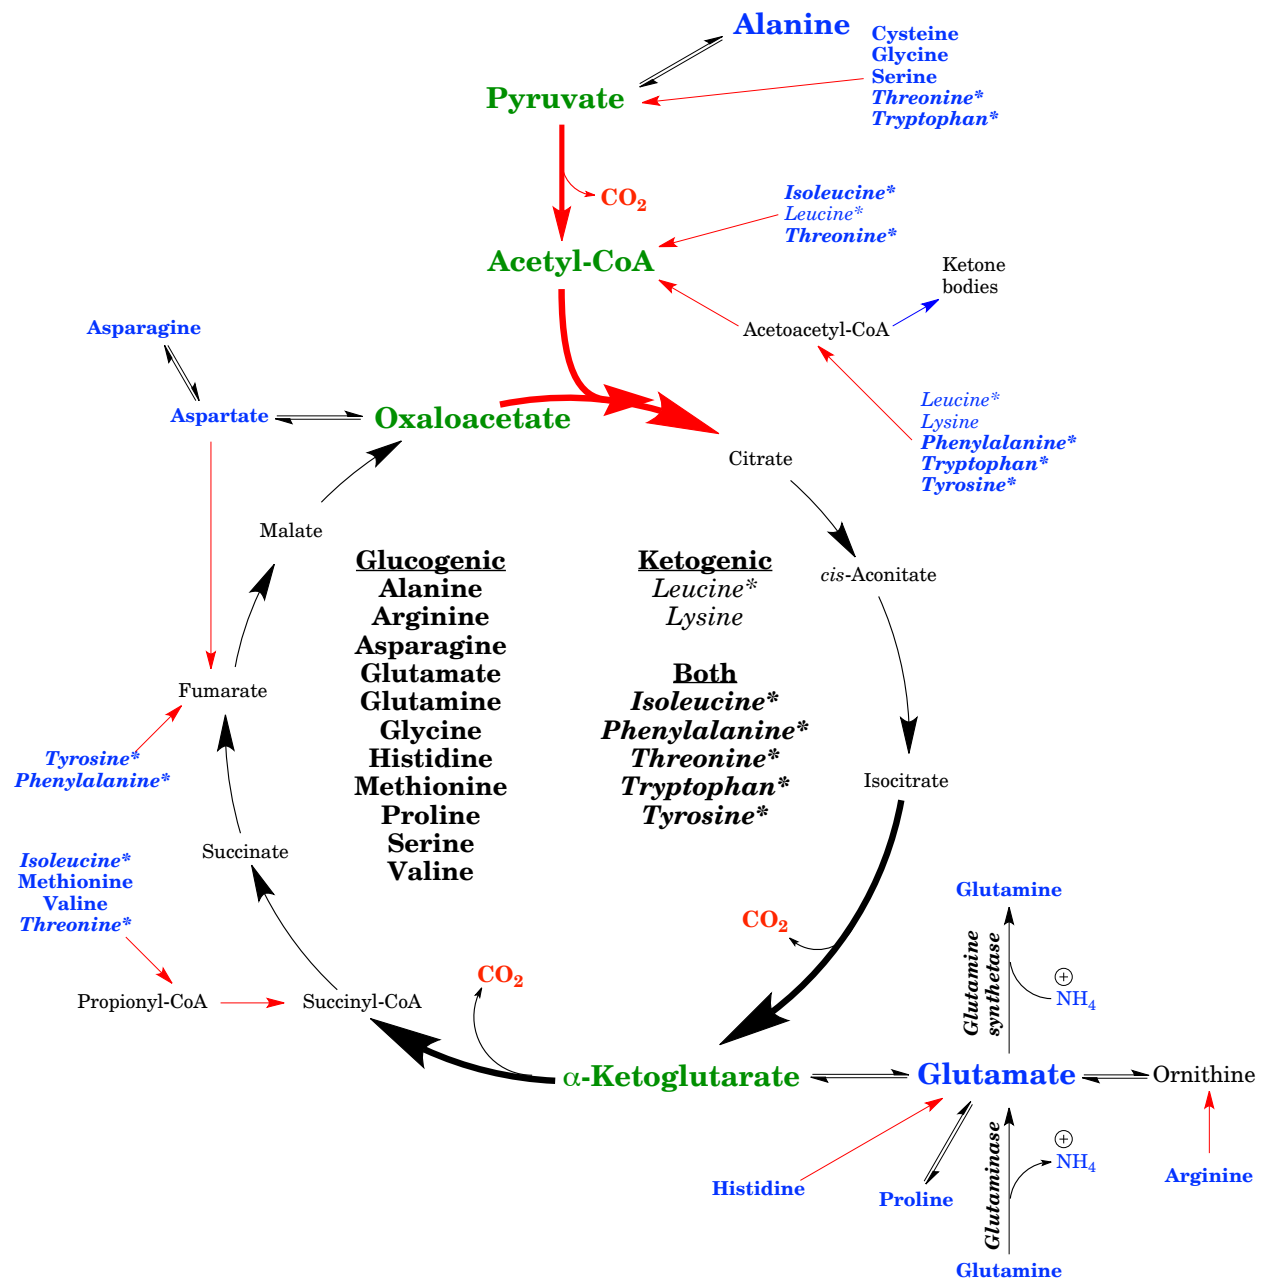 Alanine
Cysteine
Glycine
Serine
Threonine*
Tryptophan*
Pyruvate
CO2
Isoleucine*
Leucine*
Threonine*
Acetyl-CoA
Ketone
bodies
Acetoacetyl-CoA
Asparagine
Aspartate
Oxaloacetate
Leucine*
Lysine
Phenylalanine*
Tryptophan*
Tyrosine*
Citrate
Malate
cis-Aconitate
Glucogenic
Alanine
Arginine
Asparagine
Glutamate
Glutamine
Glycine
Histidine
Methionine
Proline
Serine
Valine
Ketogenic
Leucine*
Lysine
Both
Isoleucine*
Phenylalanine*
Threonine*
Tryptophan*
Tyrosine*
Fumarate
Tyrosine*
Phenylalanine*
Isocitrate
Succinate
Isoleucine*
Methionine
Valine
Threonine*
Propionyl-CoA
Succinyl-CoA
CO2
CO2
Glutamine
Glutamine
synthetase
+
NH4
α-Ketoglutarate
Glutamate
Ornithine
Histidine
Proline
Glutaminase
+
NH4
Arginine
Glutamine